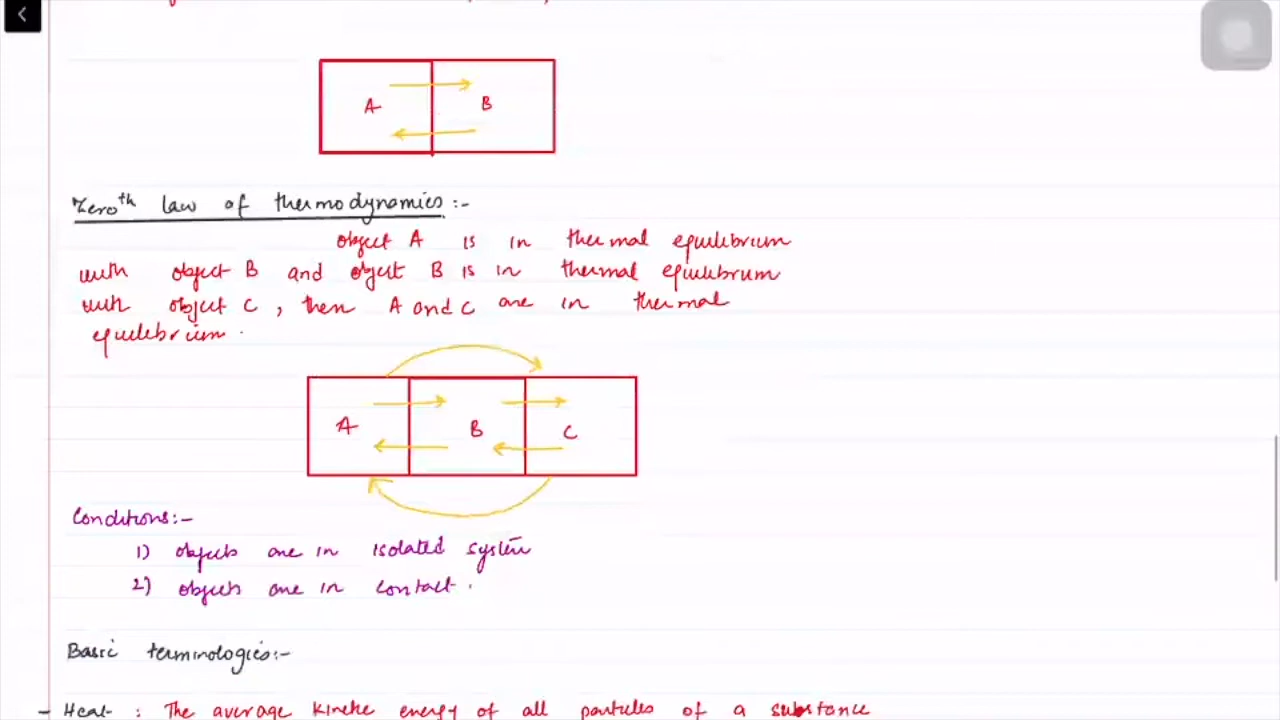 A
B
Zeroth law of thermodynamics:-
object A is in thermal equilibrium
with object B and object B is in thermal equilibrium
with object C, then A and C are in thermal
equilibrium.
A
B
C
Conditions:-
1) objects are in isolated system
2) objects are in contact.
Basic terminologies:-
- Heat : The average kinetic energy of all particles of a substance